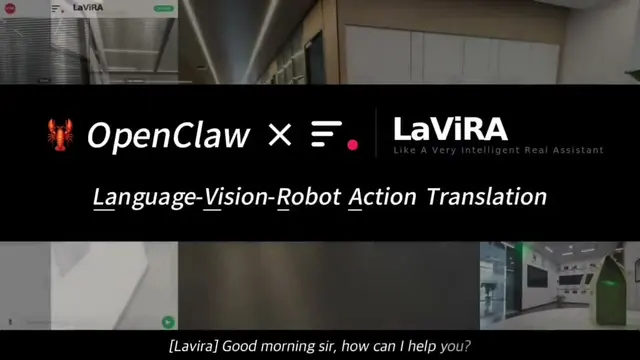 LaViRA
OpenClaw × LaViRA
Like A Very Intelligent Real Assistant
Language-Vision-Robot Action Translation
[Lavira] Good morning sir, how can I help you?